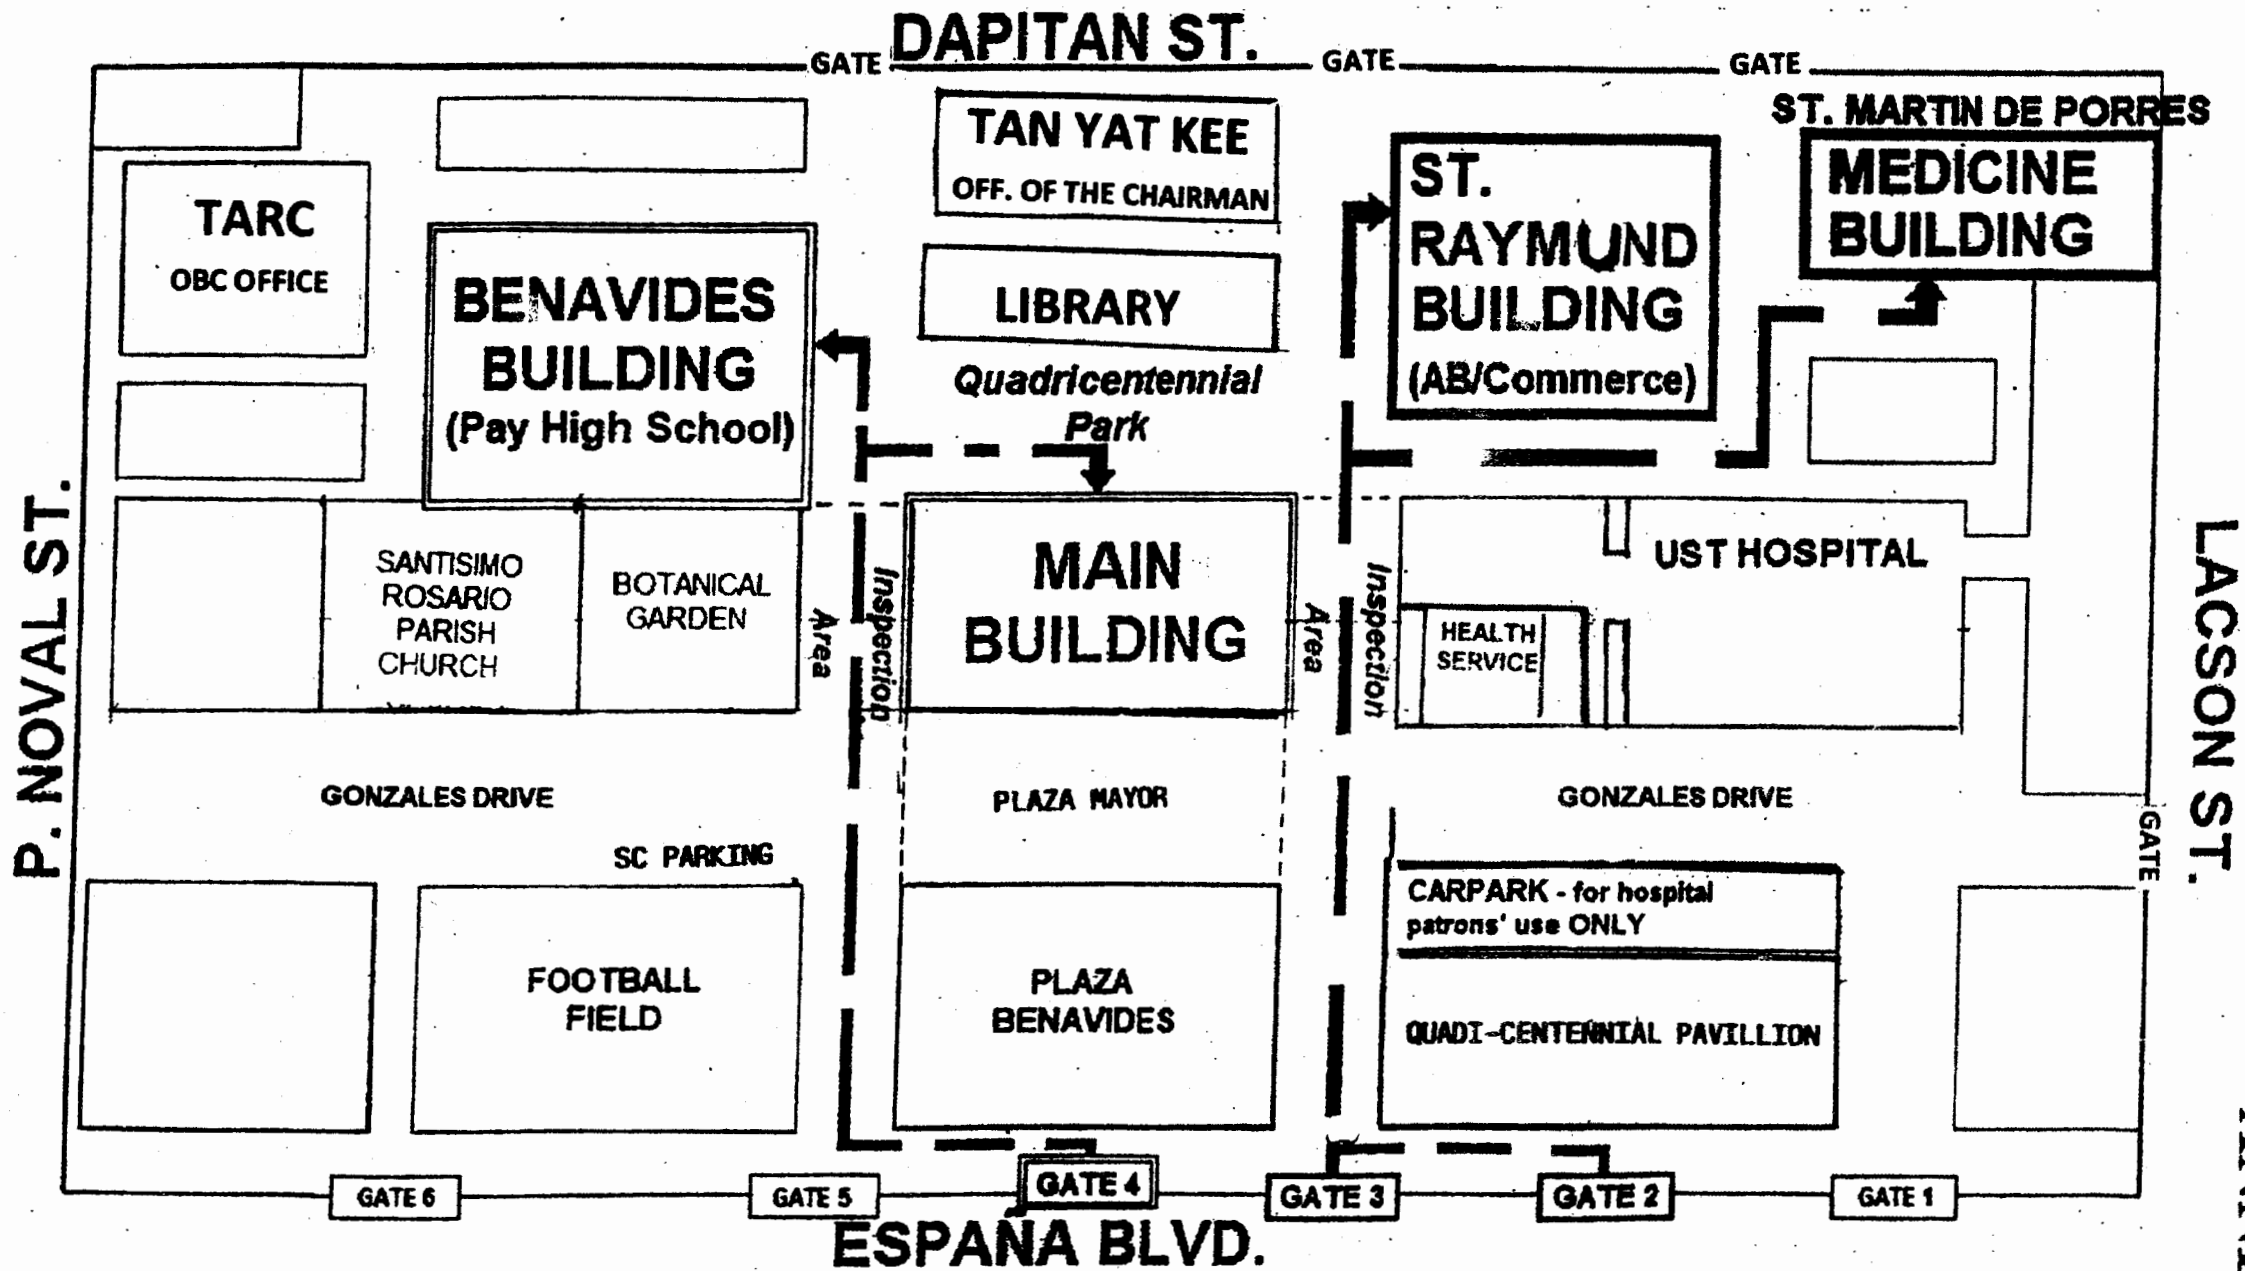 DAPITAN ST.
GATE
GATE
GATE
ST. MARTIN DE PORRES
MEDICINE
BUILDING
TAN YAT KEE
OFF. OF THE CHAIRMAN
ST.
RAYMUND
BUILDING
(AB/Commerce)
TARC
OBC OFFICE
BENAVIDES
BUILDING
(Pay High School)
LIBRARY
Quadricentennial
Park
P. NOVAL ST.
LACSON ST.
SANTISIMO
ROSARIO
PARISH
CHURCH
BOTANICAL
GARDEN
Inspection
Area
MAIN
BUILDING
Inspection
Area
UST HOSPITAL
HEALTH
SERVICE
GONZALES DRIVE
PLAZA MAYOR
GONZALES DRIVE
GATE
SC PARKING
CARPARK - for hospital
patrons' use ONLY
FOOTBALL
FIELD
PLAZA
BENAVIDES
QUADI-CENTENNIAL PAVILLION
GATE 6
GATE 5
GATE 4
GATE 3
GATE 2
GATE 1
ESPAÑA BLVD.